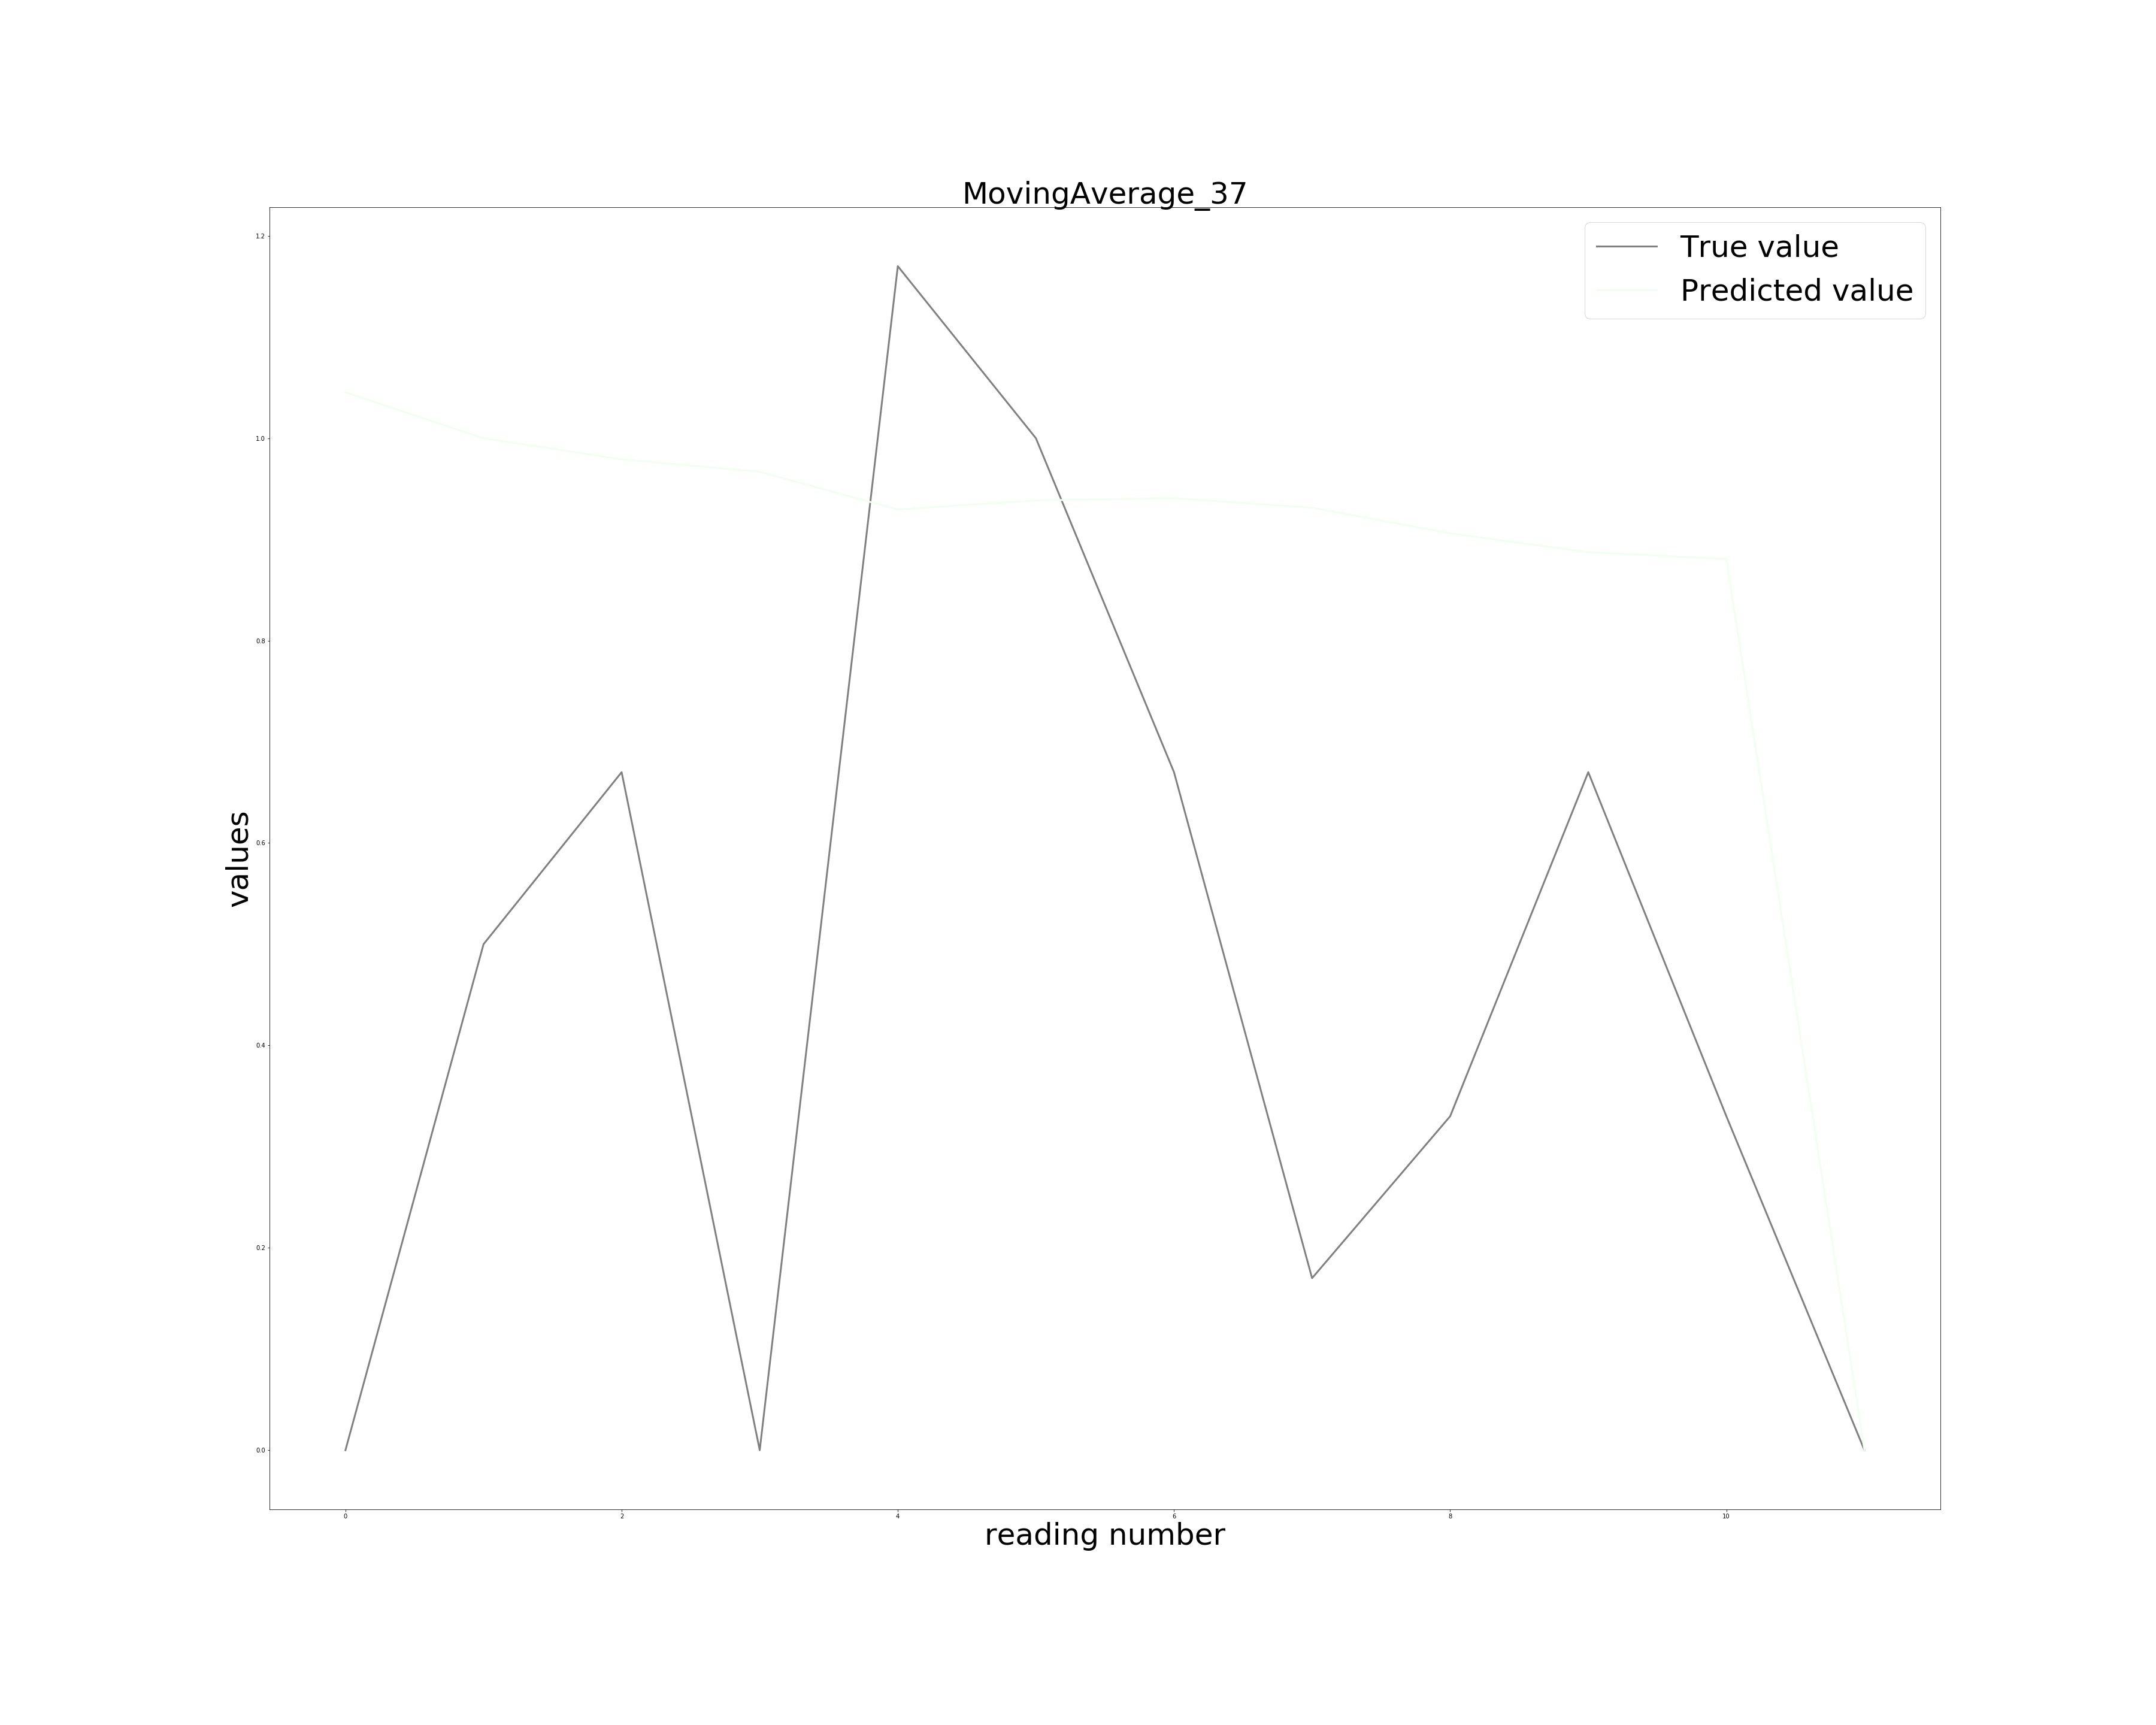 MovingAverage_37
True value
Predicted value
1.2
1.0
0.8
0.6
0.4
0.2
0.0
values
0 2 4 6 8 10
reading number